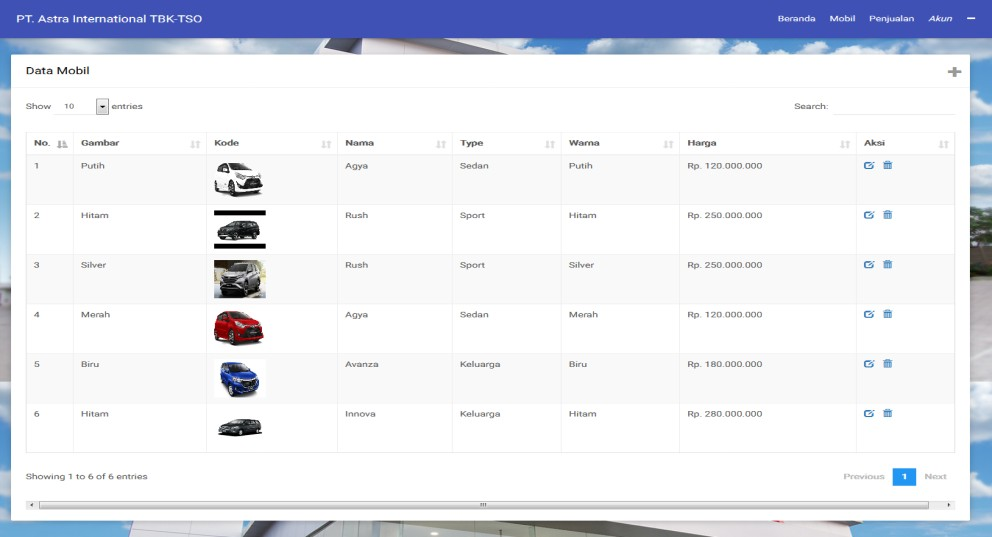 PT. Astra International TBK-TSO Beranda Mobil Penjualan Akun
Data Mobil
Show 10 entries Search:
No. Gambar Kode Nama Type Warna Harga Aksi
1 Putih Agya Sedan Putih Rp. 120.000.000
2 Hitam Rush Sport Hitam Rp. 250.000.000
3 Silver Rush Sport Silver Rp. 250.000.000
4 Merah Agya Sedan Merah Rp. 120.000.000
5 Biru Avanza Keluarga Biru Rp. 180.000.000
6 Hitam Innova Keluarga Hitam Rp. 280.000.000
Showing 1 to 6 of 6 entries Previous 1 Next
1